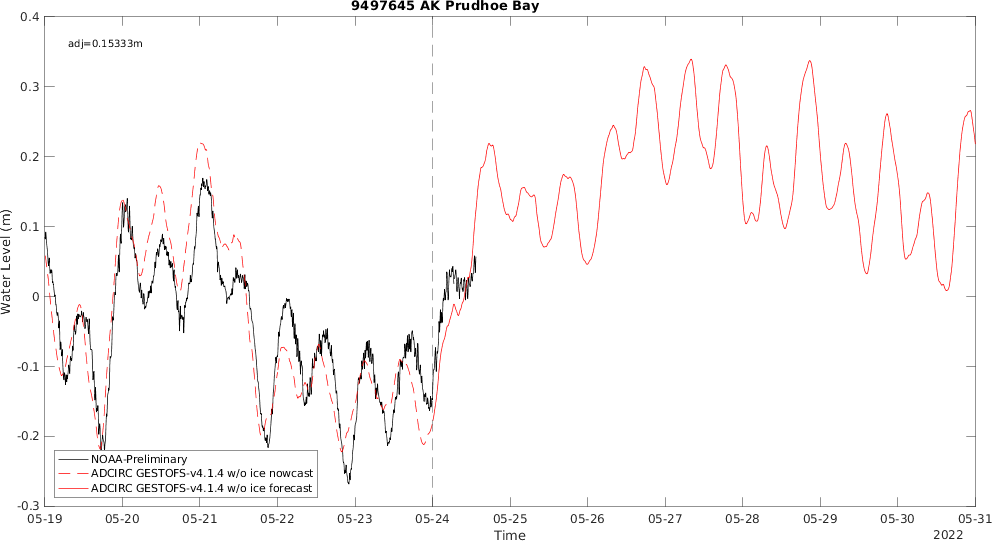 9497645 AK Prudhoe Bay
adj=0.15333m
Water Level (m)
0.4
0.3
0.2
0.1
0
-0.1
-0.2
-0.3
NOAA-Preliminary
ADCIRC GESTOFS-v4.1.4 w/o ice nowcast
ADCIRC GESTOFS-v4.1.4 w/o ice forecast
05-19 05-20 05-21 05-22 05-23 05-24 05-25 05-26 05-27 05-28 05-29 05-30 05-31
Time
2022